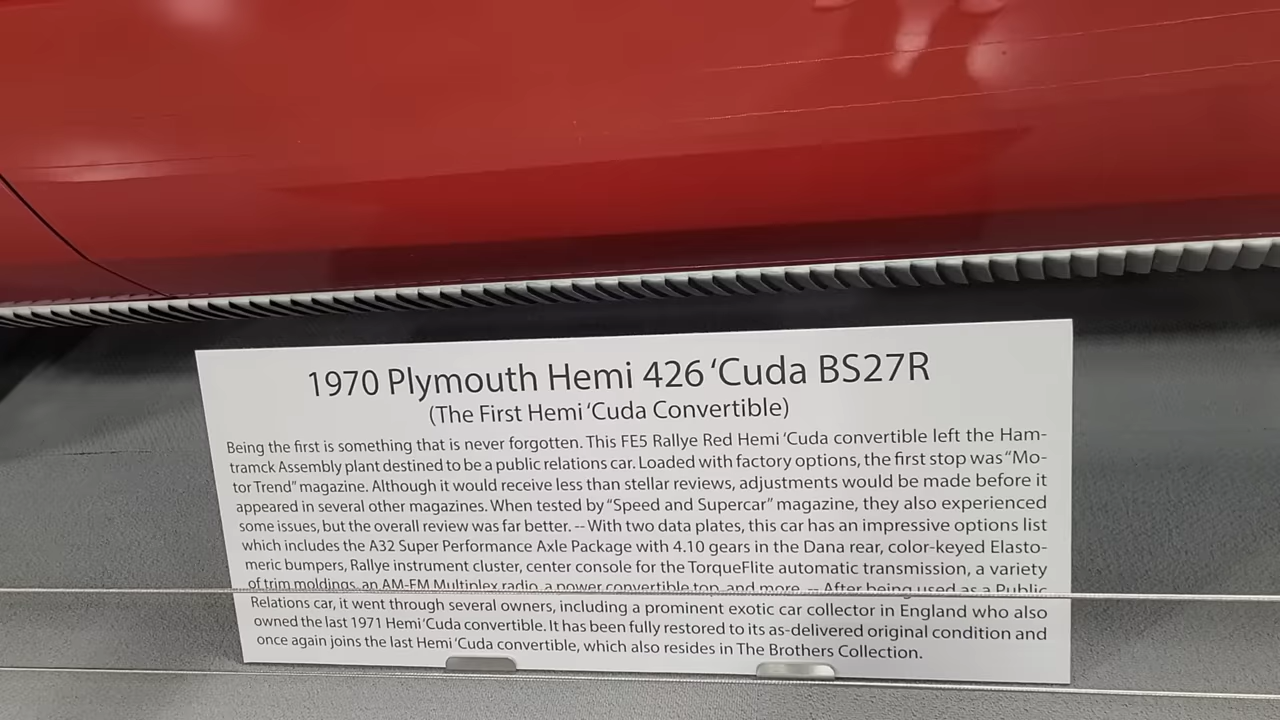 1970 Plymouth Hemi 426 ‘Cuda BS27R
(The First Hemi ‘Cuda Convertible)
Being the first is something that is never forgotten. This FE5 Rallye Red Hemi ‘Cuda convertible left the Ham-
tramck Assembly plant destined to be a public relations car. Loaded with factory options, the first stop was “Mo-
tor Trend” magazine. Although it would receive less than stellar reviews, adjustments would be made before it
appeared in several other magazines. When tested by “Speed and Supercar” magazine, they also experienced
some issues, but the overall review was far better. -- With two data plates, this car has an impressive options list
which includes the A32 Super Performance Axle Package with 4.10 gears in the Dana rear, color-keyed Elasto-
meric bumpers, Rallye instrument cluster, center console for the TorqueFlite automatic transmission, a variety
of trim moldings, an AM-FM Multiplex radio, a power convertible top, and more. -- After being used as a Public
Relations car, it went through several owners, including a prominent exotic car collector in England who also
owned the last 1971 Hemi ‘Cuda convertible. It has been fully restored to its as-delivered original condition and
once again joins the last Hemi ‘Cuda convertible, which also resides in The Brothers Collection.